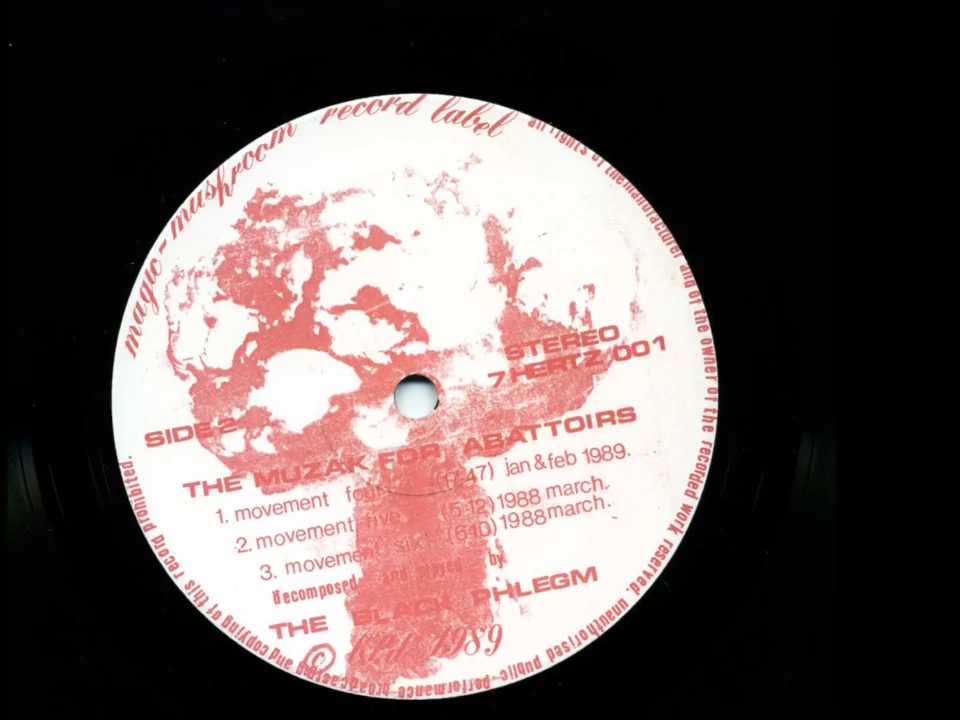 magic-mushroom record label
STEREO
7 HERTZ 001
SIDE 2
THE MUZAK FOR ABATTOIRS
1. movement four (17:47) jan & feb 1989.
2. movement five (5:12) 1988 march.
3. movement six (6:10) 1988 march.
decomposed and played by
THE BLACK PHLEGM
© 1989
all rights of the manufacturer and of the owner of the recorded work reserved. unauthorised public performance broadcasting and copying of this record prohibited.